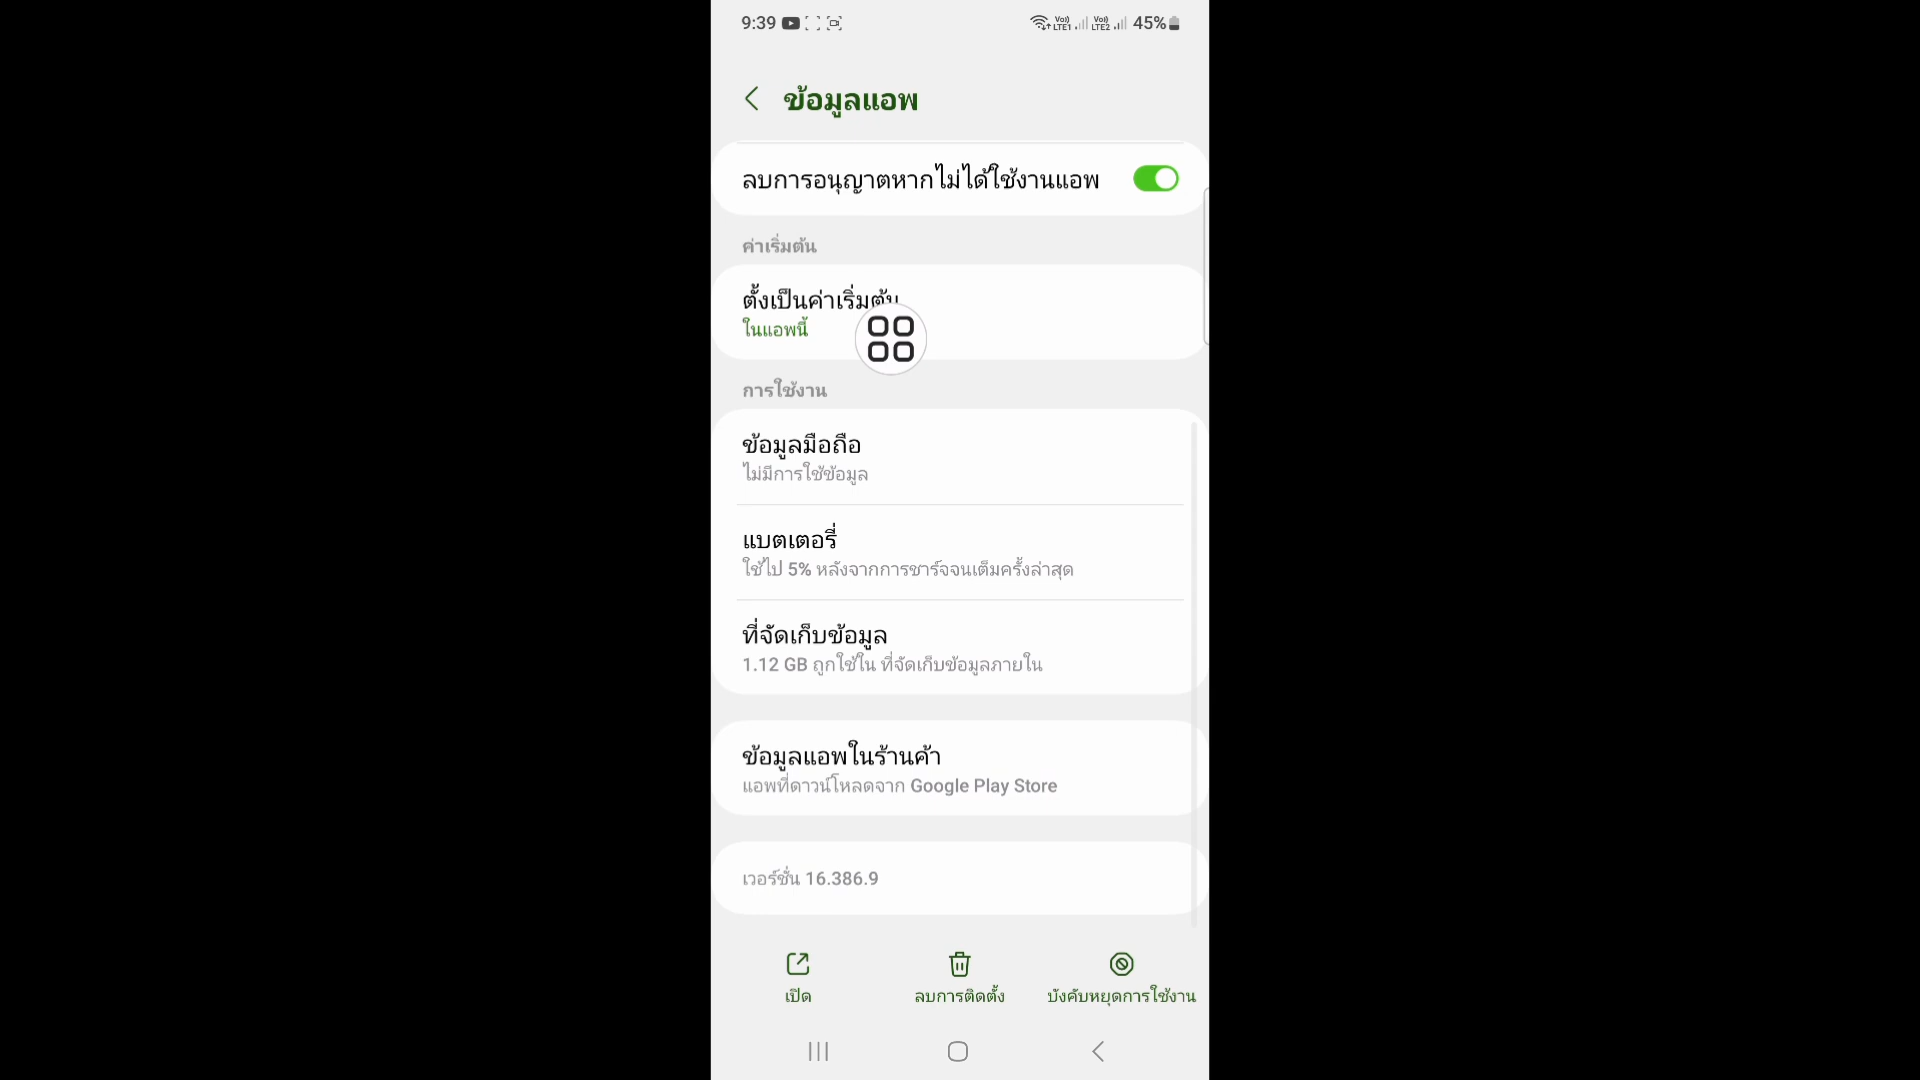 9:39 Vo)) LTE1 Vo)) LTE2 45%
ข้อมูลแอพ
ลบการอนุญาตหากไม่ได้ใช้งานแอพ
ค่าเริ่มต้น
ตั้งเป็นค่าเริ่มต้น
ในแอพนี้
การใช้งาน
ข้อมูลมือถือ
ไม่มีการใช้ข้อมูล
แบตเตอรี่
ใช้ไป 5% หลังจากการชาร์จจนเต็มครั้งล่าสุด
ที่จัดเก็บข้อมูล
1.12 GB ถูกใช้ใน ที่จัดเก็บข้อมูลภายใน
ข้อมูลแอพในร้านค้า
แอพที่ดาวน์โหลดจาก Google Play Store
เวอร์ชั่น 16.386.9
เปิด
ลบการติดตั้ง
บังคับหยุดการใช้งาน